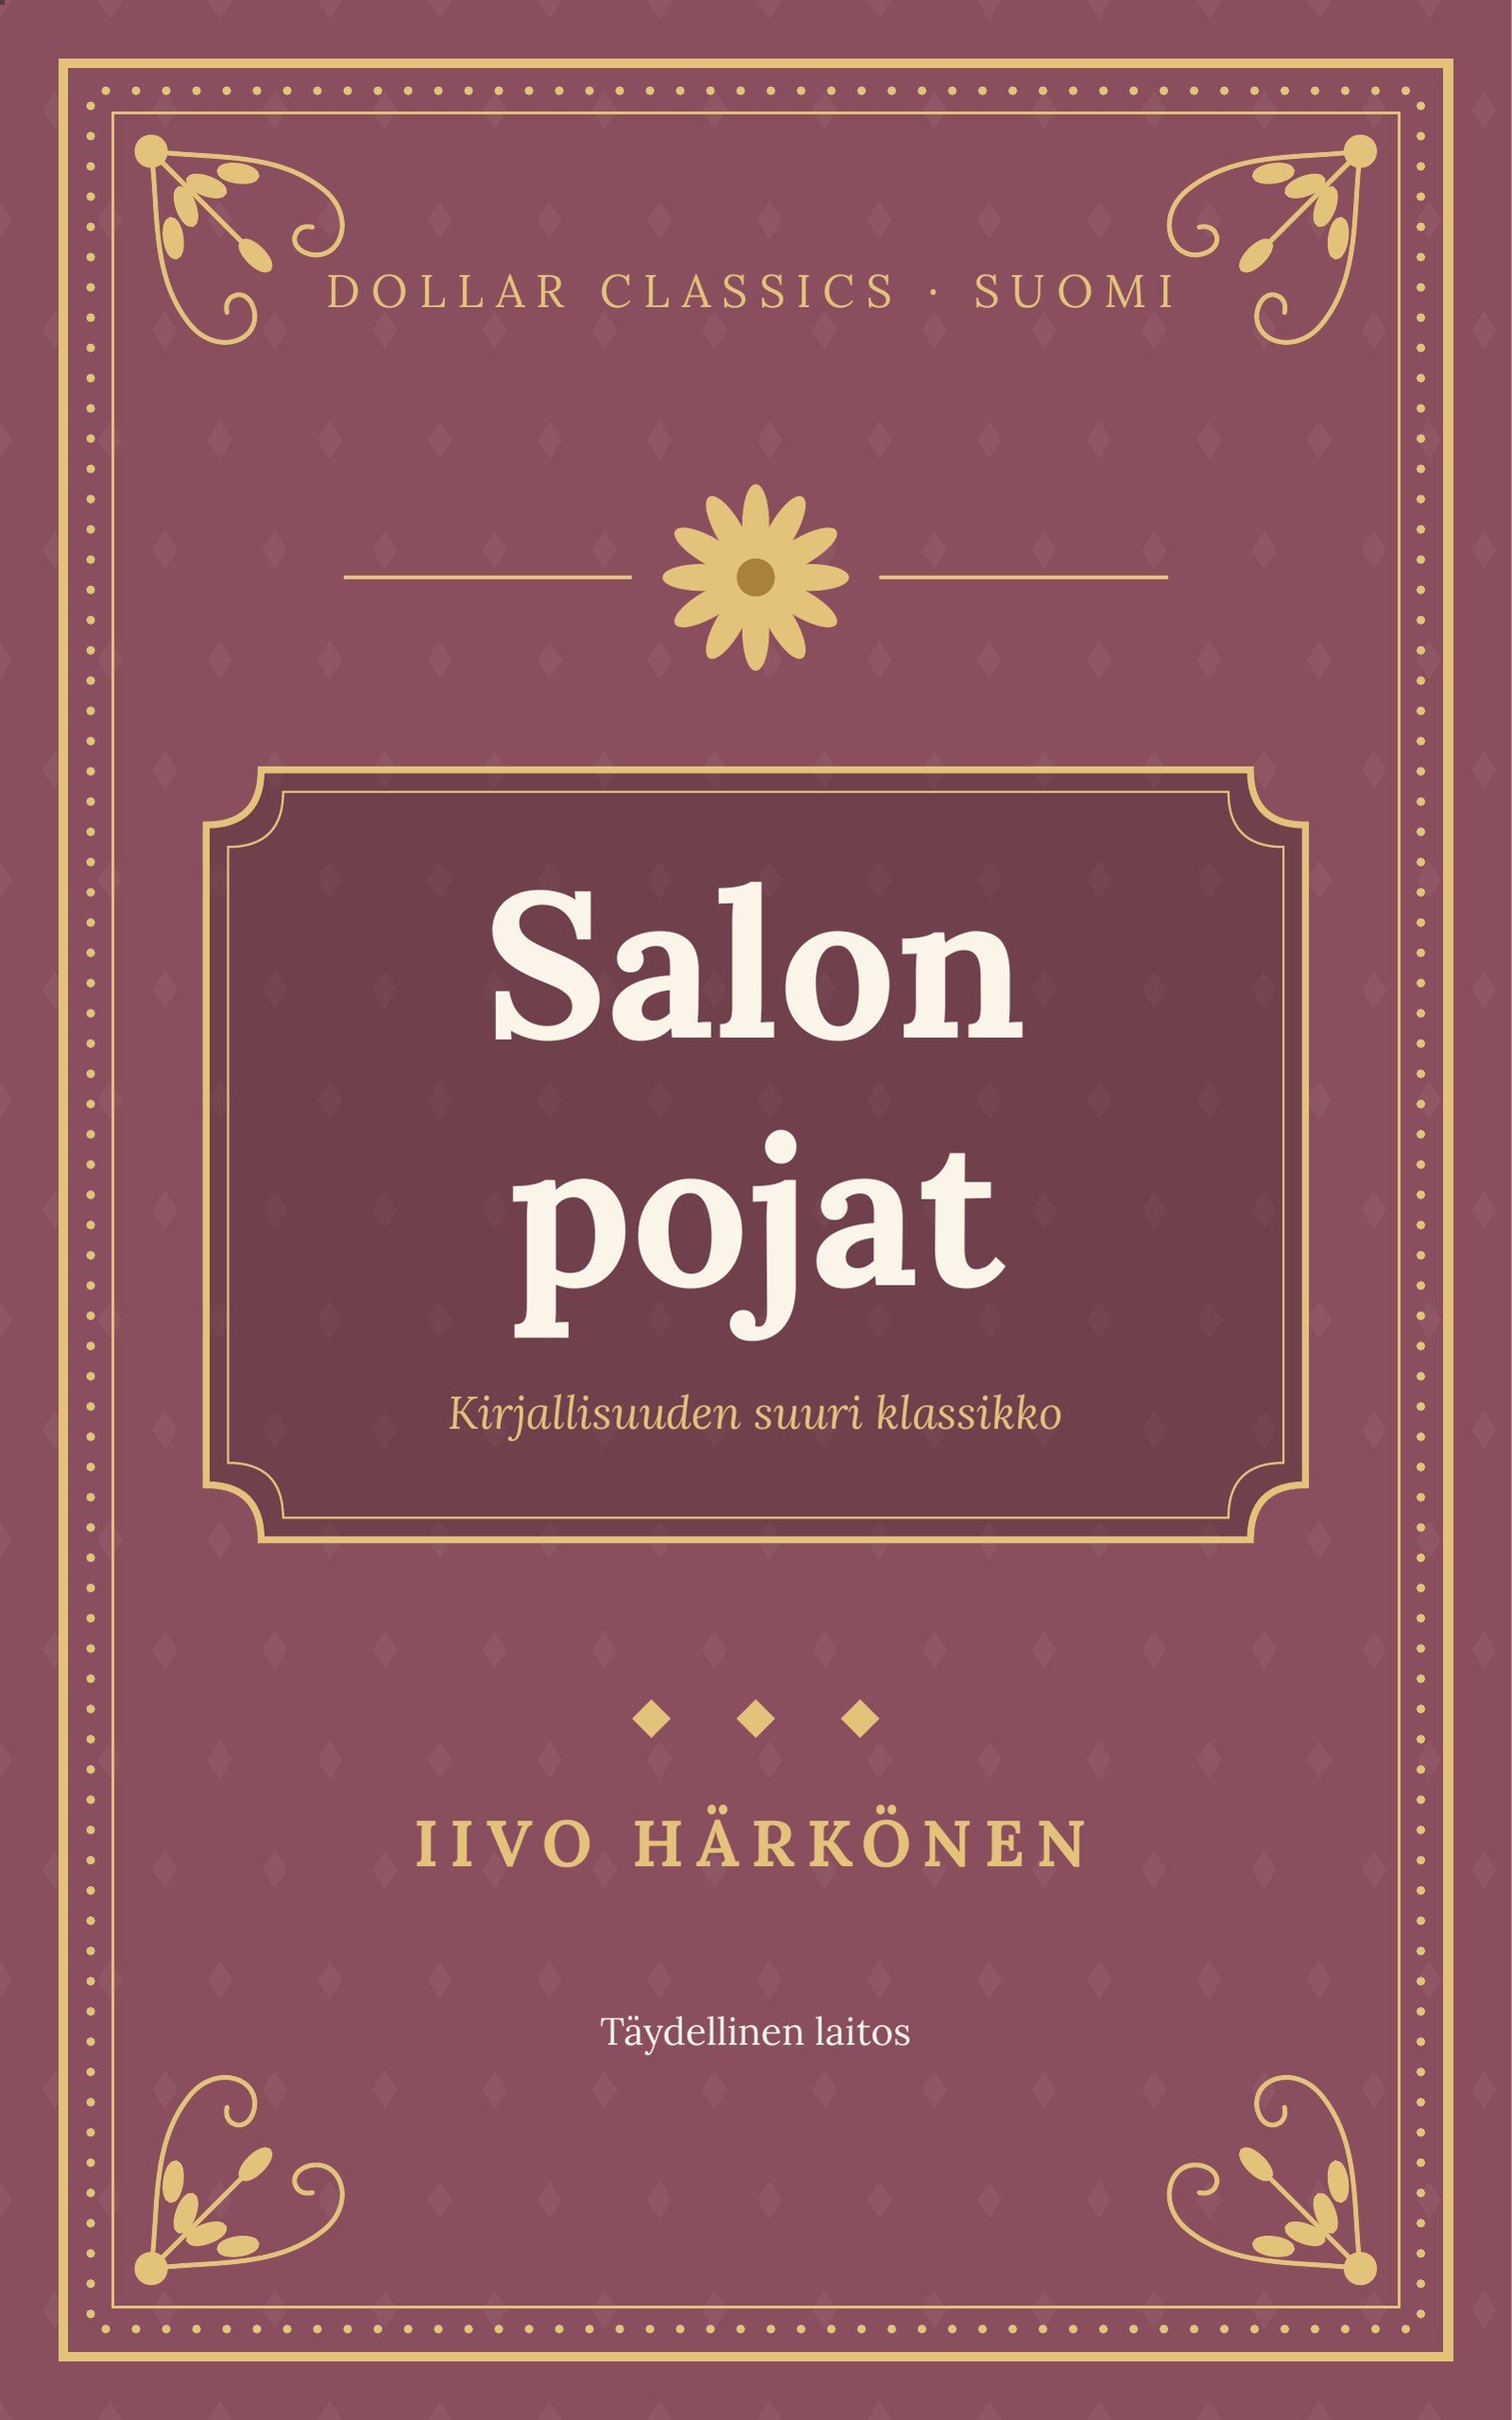 DOLLAR CLASSICS · SUOMI
Salon
pojat
Kirjallisuuden suuri klassikko
IIVO HÄRKÖNEN
Täydellinen laitos